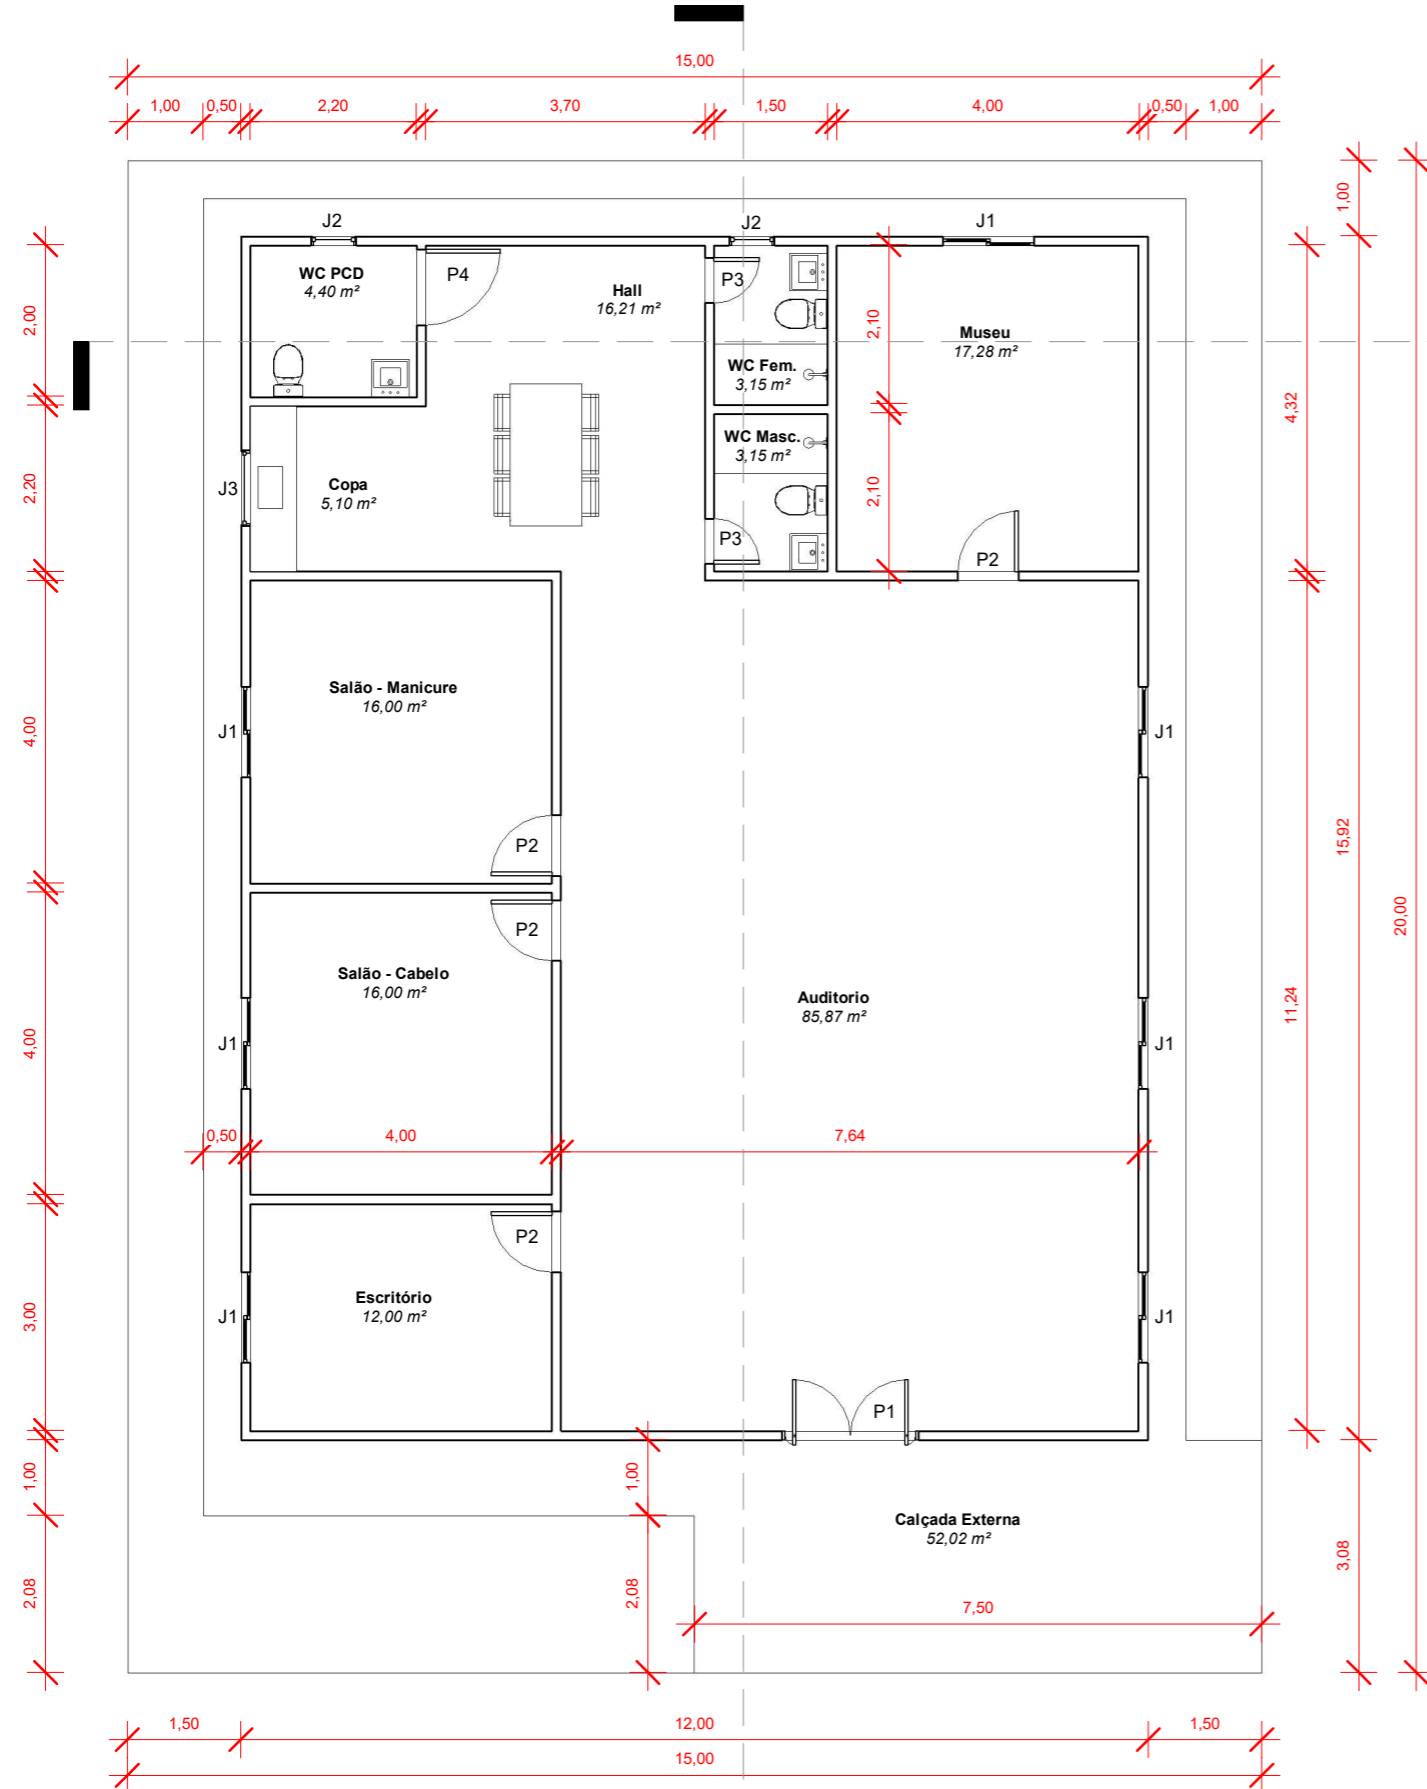 15,00
1,00 0,50 2,20 3,70 1,50 4,00 0,50 1,00
J2 J2 J1
1,00
WC PCD
4,40 m²
P4
Hall
16,21 m²
P3
2,00
2,10
Museu
17,28 m²
WC Fem.
3,15 m²
4,32
WC Masc.
3,15 m²
J3
Copa
5,10 m²
2,20
2,10
P3
P2
Salão - Manicure
16,00 m²
4,00
J1
J1
P2
15,92
20,00
P2
Salão - Cabelo
16,00 m²
Auditorio
85,87 m²
11,24
4,00
J1
J1
0,50 4,00 7,64
P2
Escritório
12,00 m²
3,00
J1
J1
P1
1,00
1,00
Calçada Externa
52,02 m²
3,08
2,08
2,08
7,50
1,50 12,00 1,50
15,00